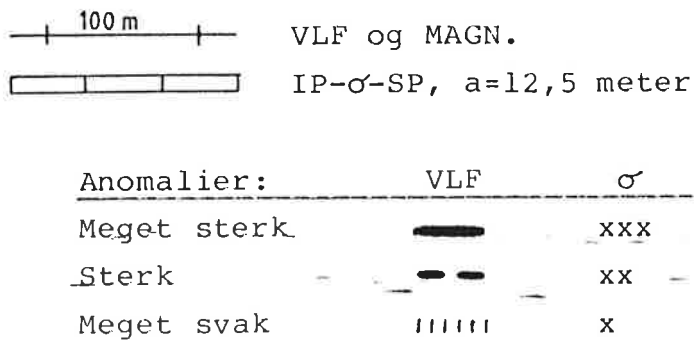 100 m VLF og MAGN.
IP-σ-SP, a=12,5 meter
Anomalier: VLF σ
Meget sterk xxx
Sterk xx
Meget svak x